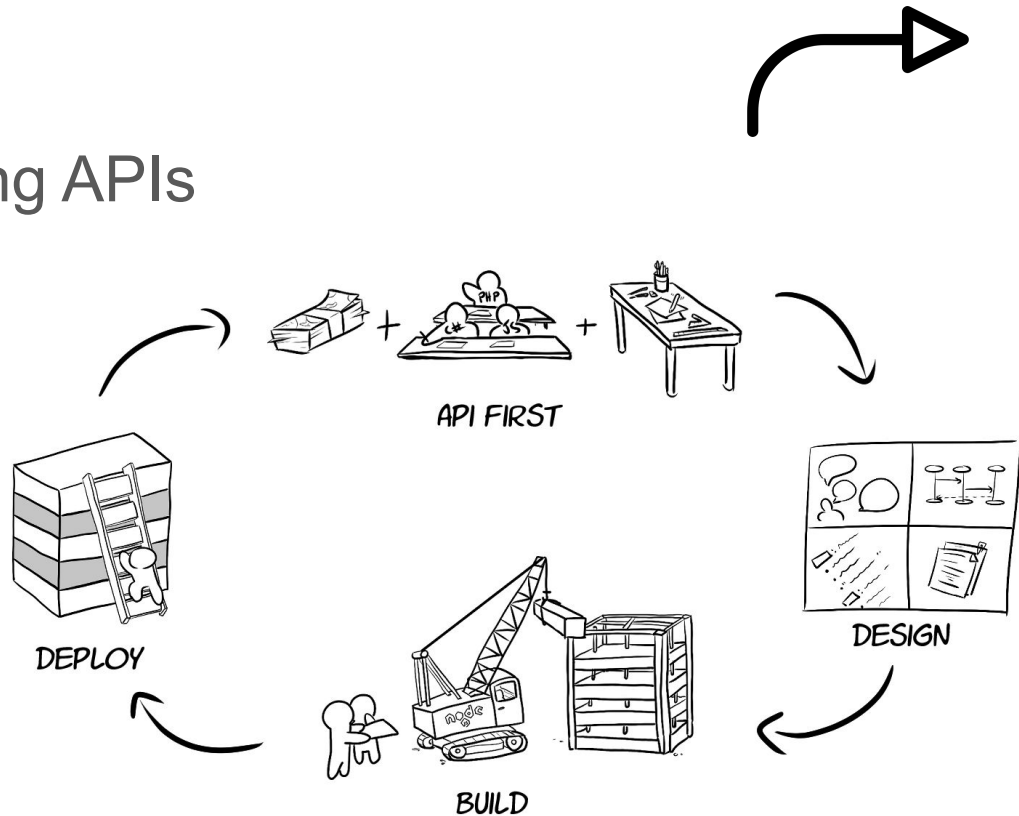 ng APIs
PHP
C# JS
+ +
API FIRST
DESIGN
DEPLOY
node
BUILD